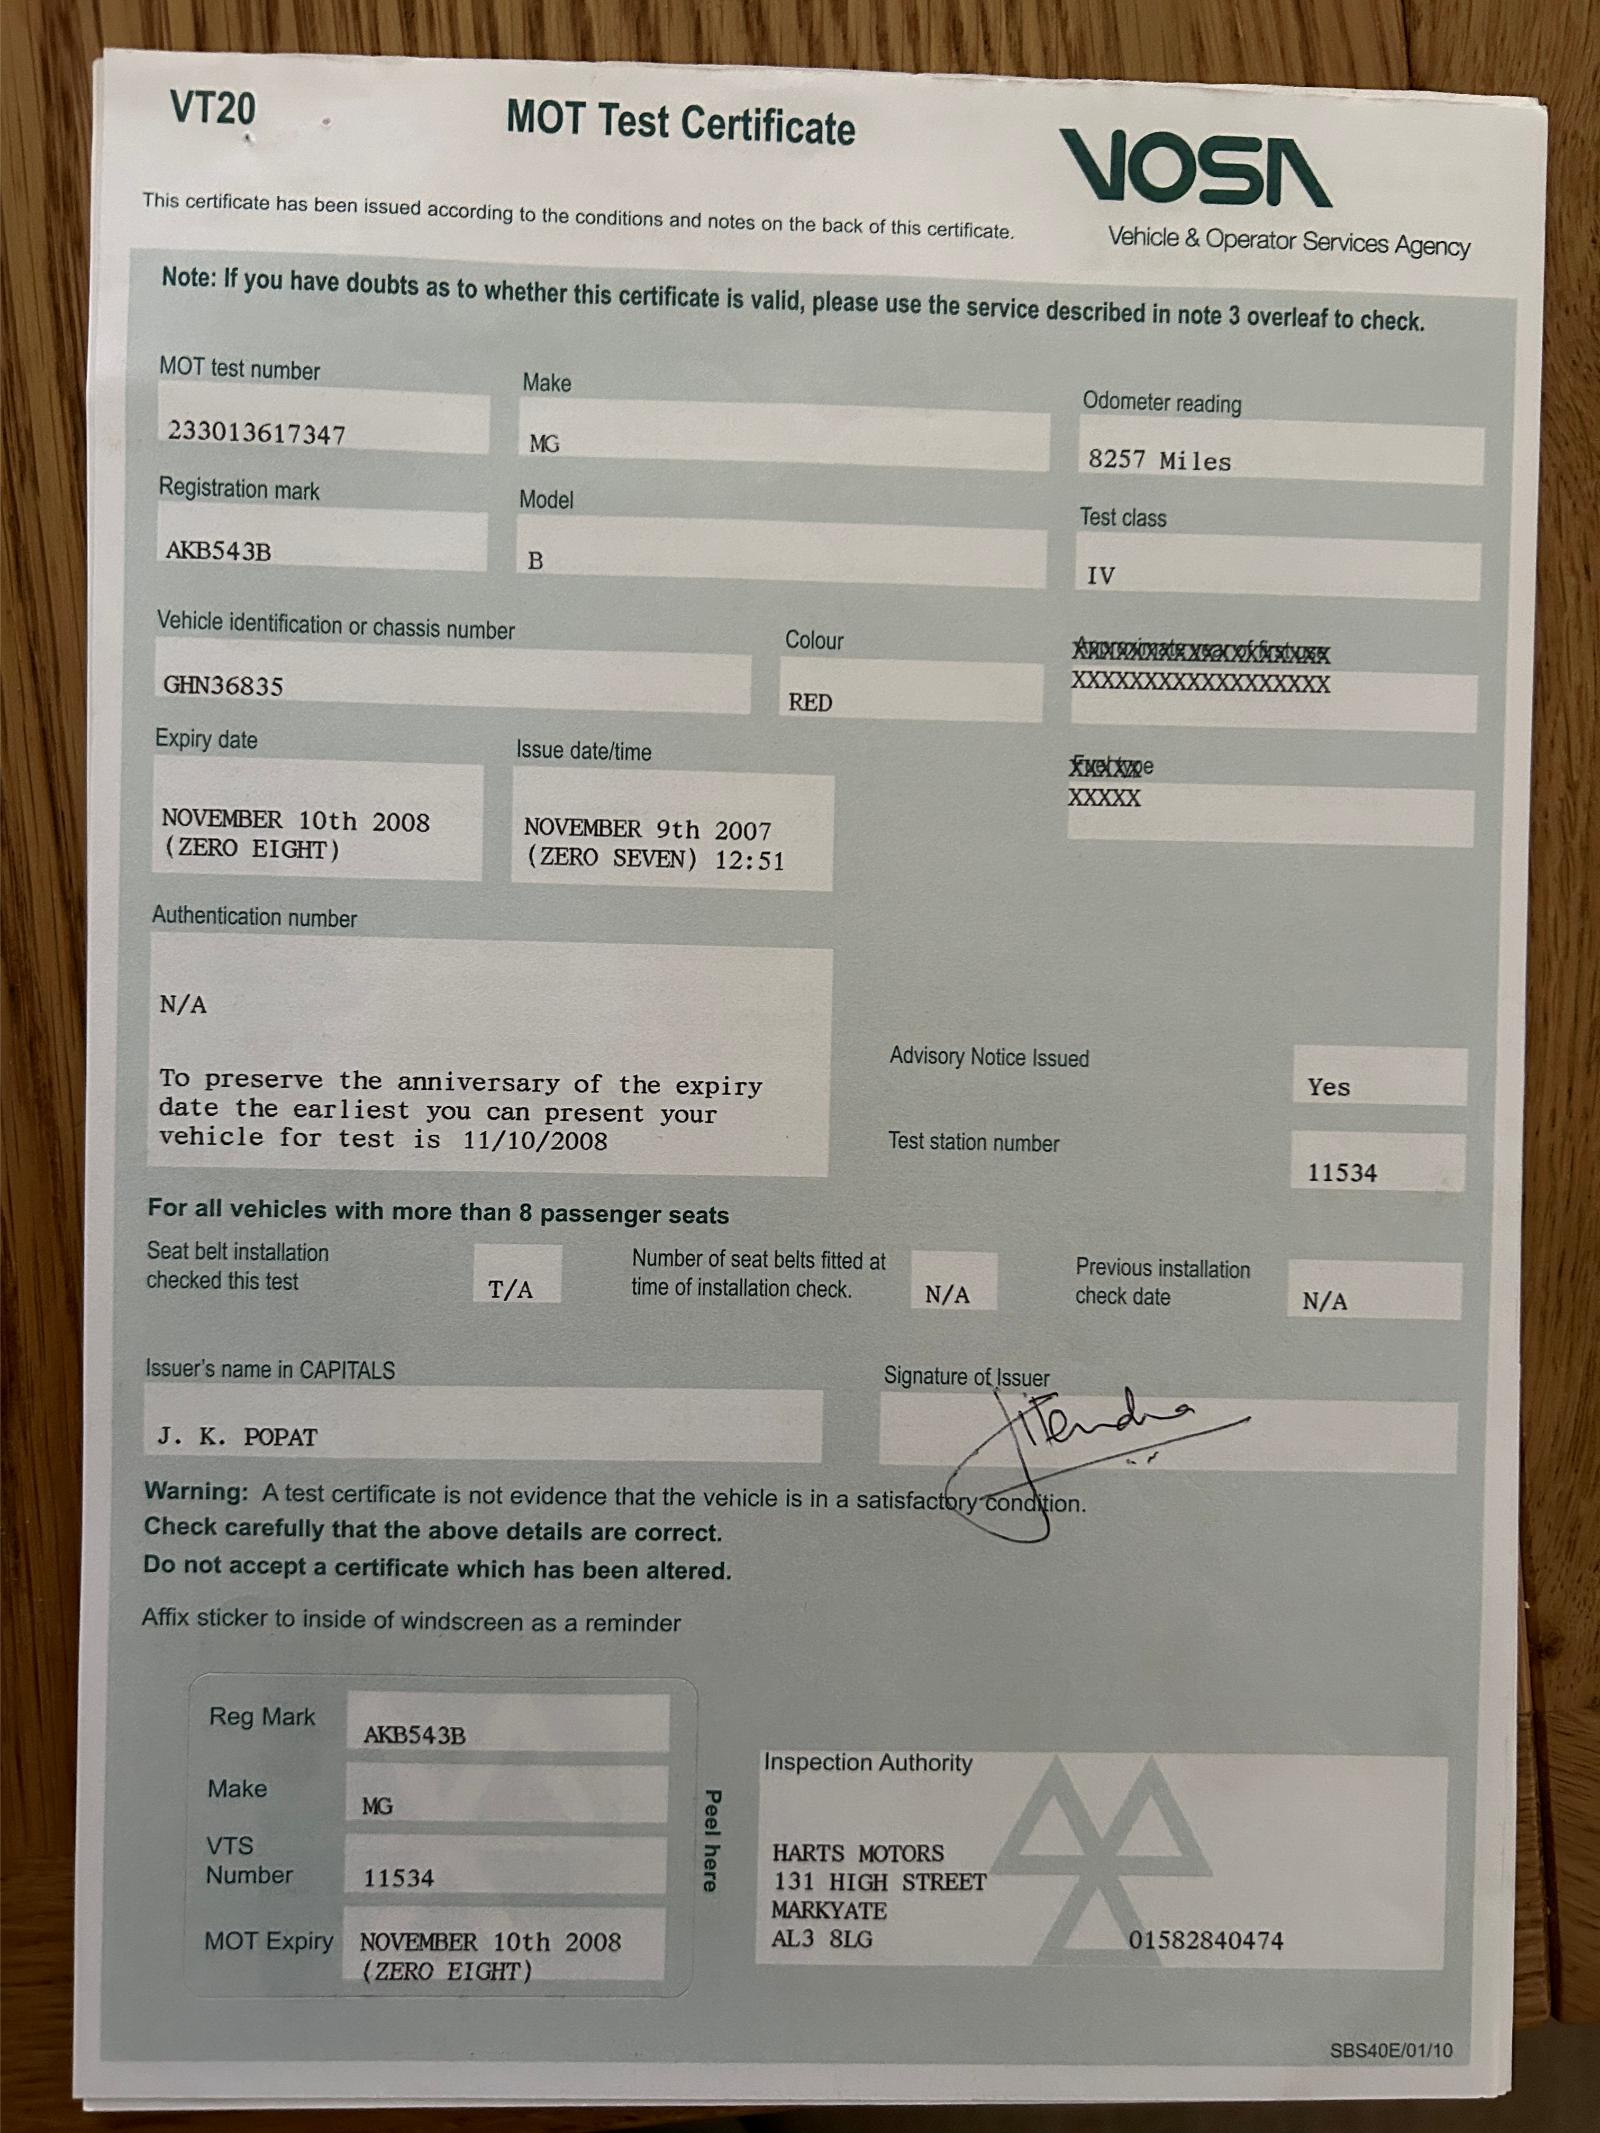 VT20
MOT Test Certificate
VOSA
Vehicle & Operator Services Agency
This certificate has been issued according to the conditions and notes on the back of this certificate.
Note: If you have doubts as to whether this certificate is valid, please use the service described in note 3 overleaf to check.
MOT test number
233013617347
Make
MG
Odometer reading
8257 Miles
Registration mark
AKB543B
Model
B
Test class
IV
Vehicle identification or chassis number
GHN36835
Colour
RED
XXXXXXXXXXXXXXXXXX
Expiry date
NOVEMBER 10th 2008
(ZERO EIGHT)
Issue date/time
NOVEMBER 9th 2007
(ZERO SEVEN) 12:51
XXXXX
Authentication number
N/A
To preserve the anniversary of the expiry
date the earliest you can present your
vehicle for test is 11/10/2008
Advisory Notice Issued
Yes
Test station number
11534
For all vehicles with more than 8 passenger seats
Seat belt installation
checked this test
T/A
Number of seat belts fitted at
time of installation check.
N/A
Previous installation
check date
N/A
Issuer's name in CAPITALS
J. K. POPAT
Signature of Issuer
Jitendra
Warning: A test certificate is not evidence that the vehicle is in a satisfactory condition.
Check carefully that the above details are correct.
Do not accept a certificate which has been altered.
Affix sticker to inside of windscreen as a reminder
Reg Mark
AKB543B
Make
MG
VTS
Number
11534
MOT Expiry
NOVEMBER 10th 2008
(ZERO EIGHT)
Peel here
Inspection Authority
HARTS MOTORS
131 HIGH STREET
MARKYATE
AL3 8LG
01582840474
SBS40E/01/10